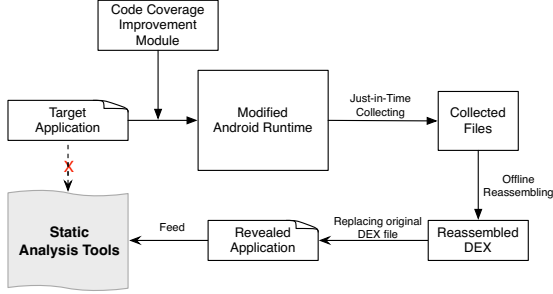 Code Coverage
Improvement
Module
Target
Application
Modified
Android Runtime
Just-in-Time
Collecting
Collected
Files
X
Offline
Reassembling
Static
Analysis Tools
Feed
Revealed
Application
Replacing original
DEX file
Reassembled
DEX